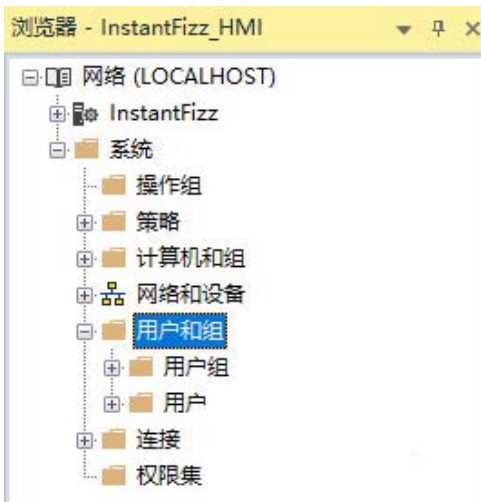 浏览器 - InstantFizz_HMI
网络 (LOCALHOST)
InstantFizz
系统
操作组
策略
计算机和组
网络和设备
用户和组
用户组
用户
连接
权限集